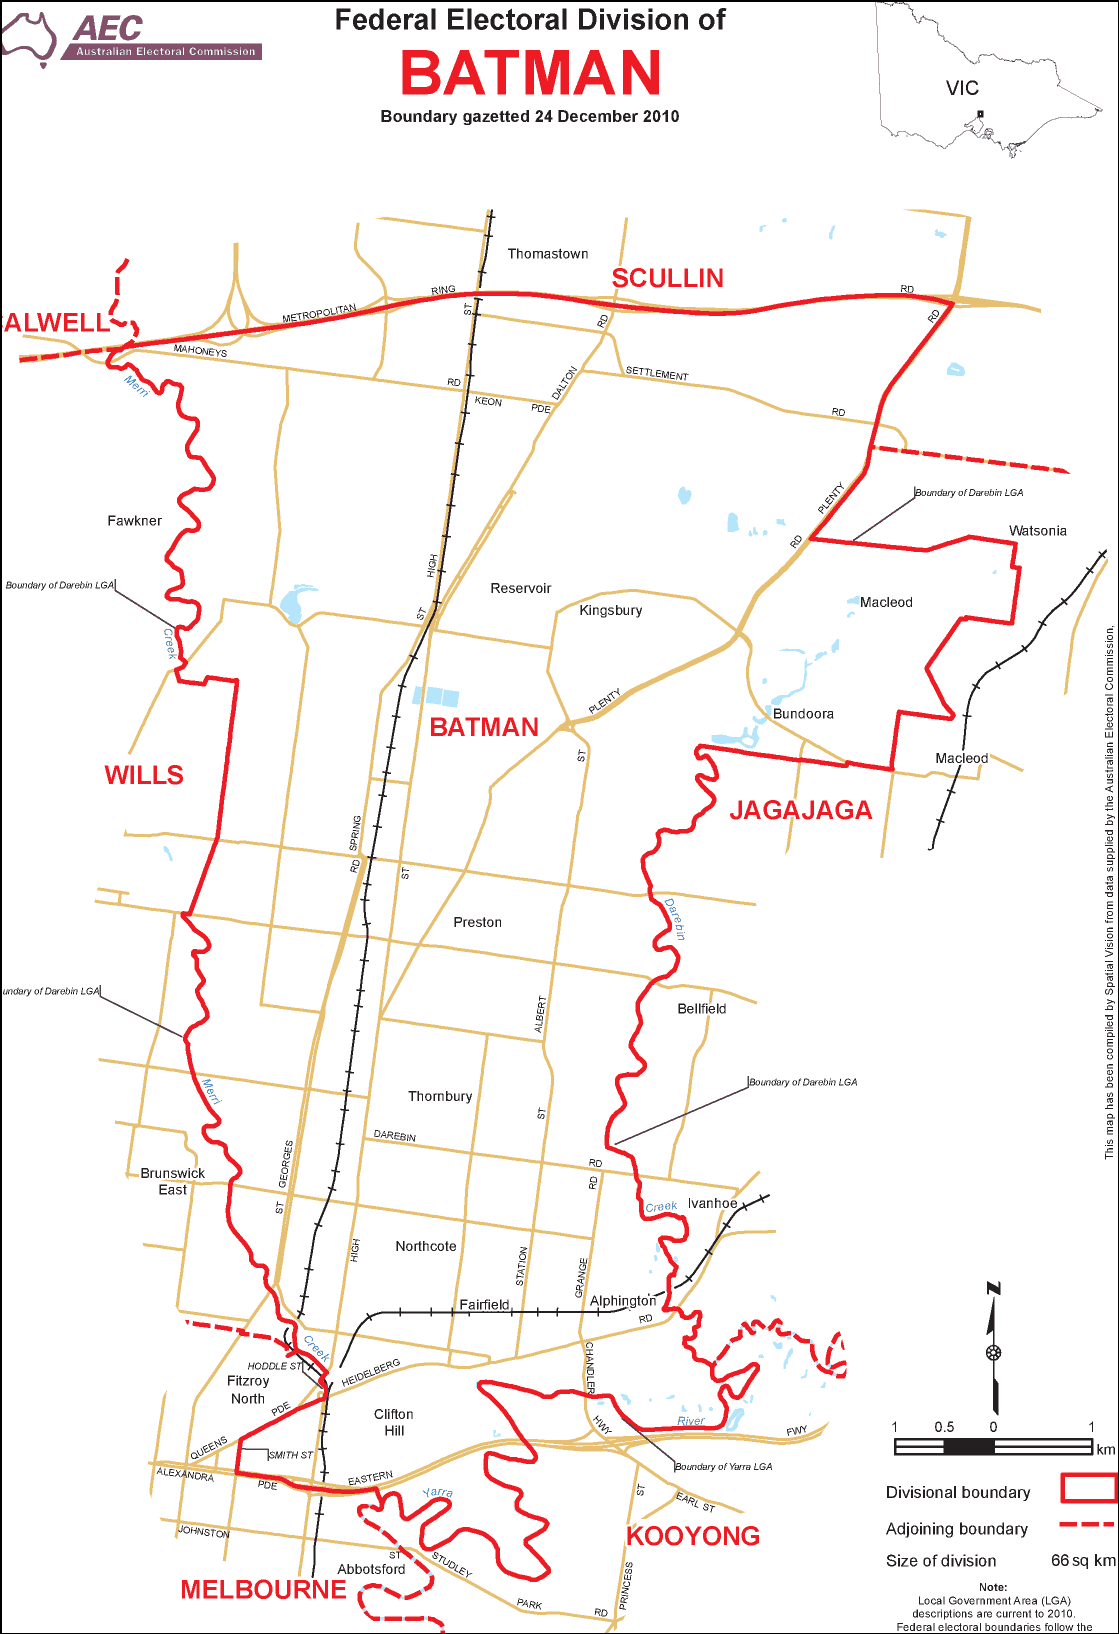 AEC
Australian Electoral Commission
Federal Electoral Division of
BATMAN
Boundary gazetted 24 December 2010
VIC
Thomastown
SCULLIN
RING
RD
METROPOLITAN
ST
RD
RD
ALWELL
MAHONEYS
Merri
RD
KEON
PDE
DALTON
SETTLEMENT
RD
PLENTY
RD
Boundary of Darebin LGA
Watsonia
Fawkner
HIGH
ST
Reservoir
Kingsbury
Macleod
Boundary of Darebin LGA
Creek
PLENTY
Bundoora
BATMAN
ST
Macleod
WILLS
JAGAJAGA
SPRING
RD
ST
Darebin
Preston
undary of Darebin LGA
ALBERT
Bellfield
Merri
Thornbury
ST
Boundary of Darebin LGA
DAREBIN
RD
RD
GEORGES
ST
Brunswick
East
Creek
Ivanhoe
HIGH
Northcote
STATION
GRANGE
Fairfield
Alphington
RD
Creek
HODDLE ST
Fitzroy
North
HEIDELBERG
CHANDLER
HWY
PDE
Clifton
Hill
River
FWY
QUEENS
SMITH ST
Boundary of Yarra LGA
ALEXANDRA
PDE
EASTERN
Yarra
ST
EARL ST
JOHNSTON
ST
Abbotsford
STUDLEY
PARK
RD
PRINCESS
KOOYONG
MELBOURNE
N
1 0.5 0 1
km
Divisional boundary
Adjoining boundary
Size of division 66 sq km
Note:
Local Government Area (LGA)
descriptions are current to 2010.
Federal electoral boundaries follow the
This map has been compiled by Spatial Vision from data supplied by the Australian Electoral Commission.